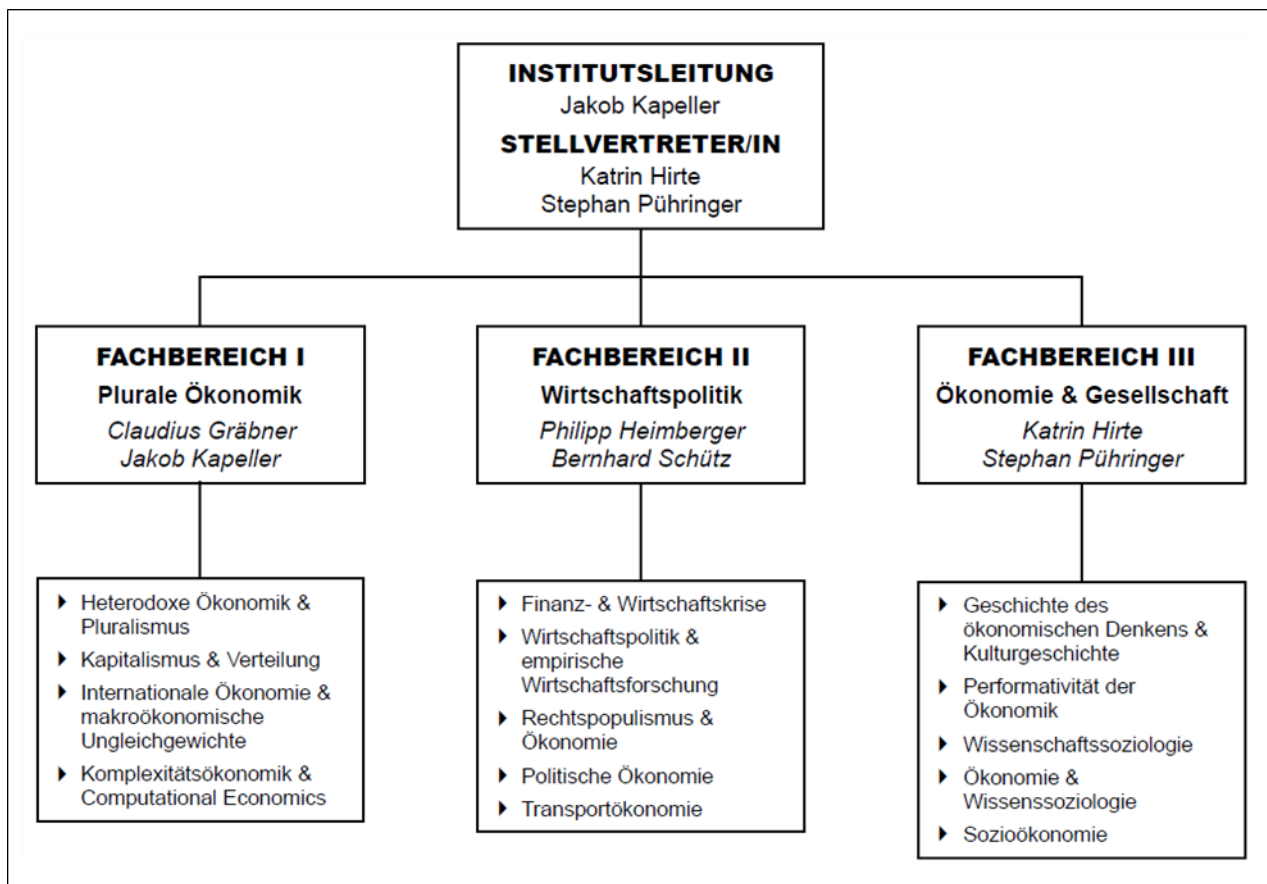 INSTITUTSLEITUNG
Jakob Kapeller
STELLVERTRETER/IN
Katrin Hirte
Stephan Pühringer
FACHBEREICH I
Plurale Ökonomik
Claudius Gräbner
Jakob Kapeller
FACHBEREICH II
Wirtschaftspolitik
Philipp Heimberger
Bernhard Schütz
FACHBEREICH III
Ökonomie & Gesellschaft
Katrin Hirte
Stephan Pühringer
Heterodoxe Ökonomik &
Pluralismus
Kapitalismus & Verteilung
Internationale Ökonomie &
makroökonomische
Ungleichgewichte
Komplexitätsökonomik &
Computational Economics
Finanz- & Wirtschaftskrise
Wirtschaftspolitik &
empirische
Wirtschaftsforschung
Rechtspopulismus &
Ökonomie
Politische Ökonomie
Transportökonomie
Geschichte des
ökonomischen Denkens &
Kulturgeschichte
Performativität der
Ökonomik
Wissenschaftssoziologie
Ökonomie &
Wissenssoziologie
Sozioökonomie